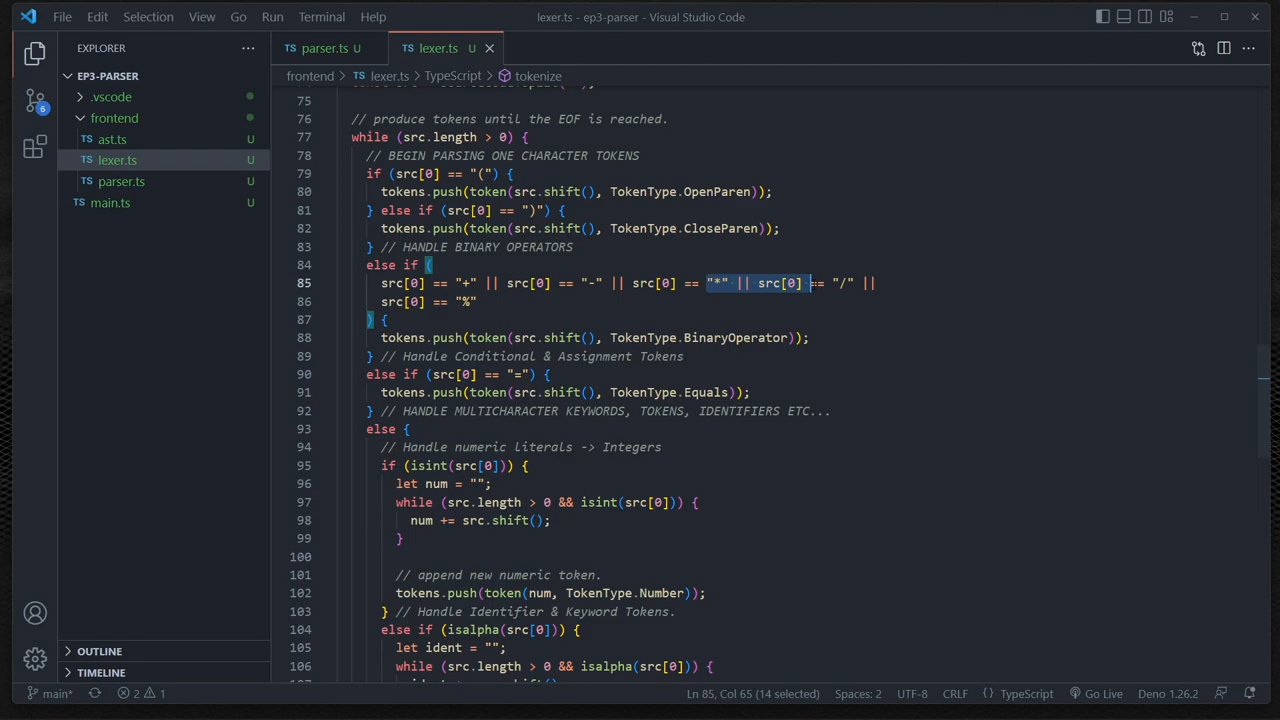 File Edit Selection View Go Run Terminal Help
lexer.ts - ep3-parser - Visual Studio Code
EXPLORER
EP3-PARSER
.vscode
frontend
TS ast.ts U
TS lexer.ts U
TS parser.ts U
main.ts
OUTLINE
TIMELINE
6
TS parser.ts U
TS lexer.ts U
frontend > TS lexer.ts > TypeScript > tokenize
75
76 // produce tokens until the EOF is reached.
77 while (src.length > 0) {
78 // BEGIN PARSING ONE CHARACTER TOKENS
79 if (src[0] == "(") {
80 tokens.push(token(src.shift(), TokenType.OpenParen));
81 } else if (src[0] == ")") {
82 tokens.push(token(src.shift(), TokenType.CloseParen));
83 } // HANDLE BINARY OPERATORS
84 else if (
85 src[0] == "+" || src[0] == "-" || src[0] == "*" || src[0] == "/" ||
86 src[0] == "%"
87 ) {
88 tokens.push(token(src.shift(), TokenType.BinaryOperator));
89 } // Handle Conditional & Assignment Tokens
90 else if (src[0] == "=") {
91 tokens.push(token(src.shift(), TokenType.Equals));
92 } // HANDLE MULTICHARACTER KEYWORDS, TOKENS, IDENTIFIERS ETC...
93 else {
94 // Handle numeric literals -> Integers
95 if (isint(src[0])) {
96 let num = "";
97 while (src.length > 0 && isint(src[0])) {
98 num += src.shift();
99 }
100
101 // append new numeric token.
102 tokens.push(token(num, TokenType.Number));
103 } // Handle Identifier & Keyword Tokens.
104 else if (isalpha(src[0])) {
105 let ident = "";
106 while (src.length > 0 && isalpha(src[0])) {
main* 2 1 Ln 85, Col 65 (14 selected) Spaces: 2 UTF-8 CRLF {} TypeScript Go Live Deno 1.26.2